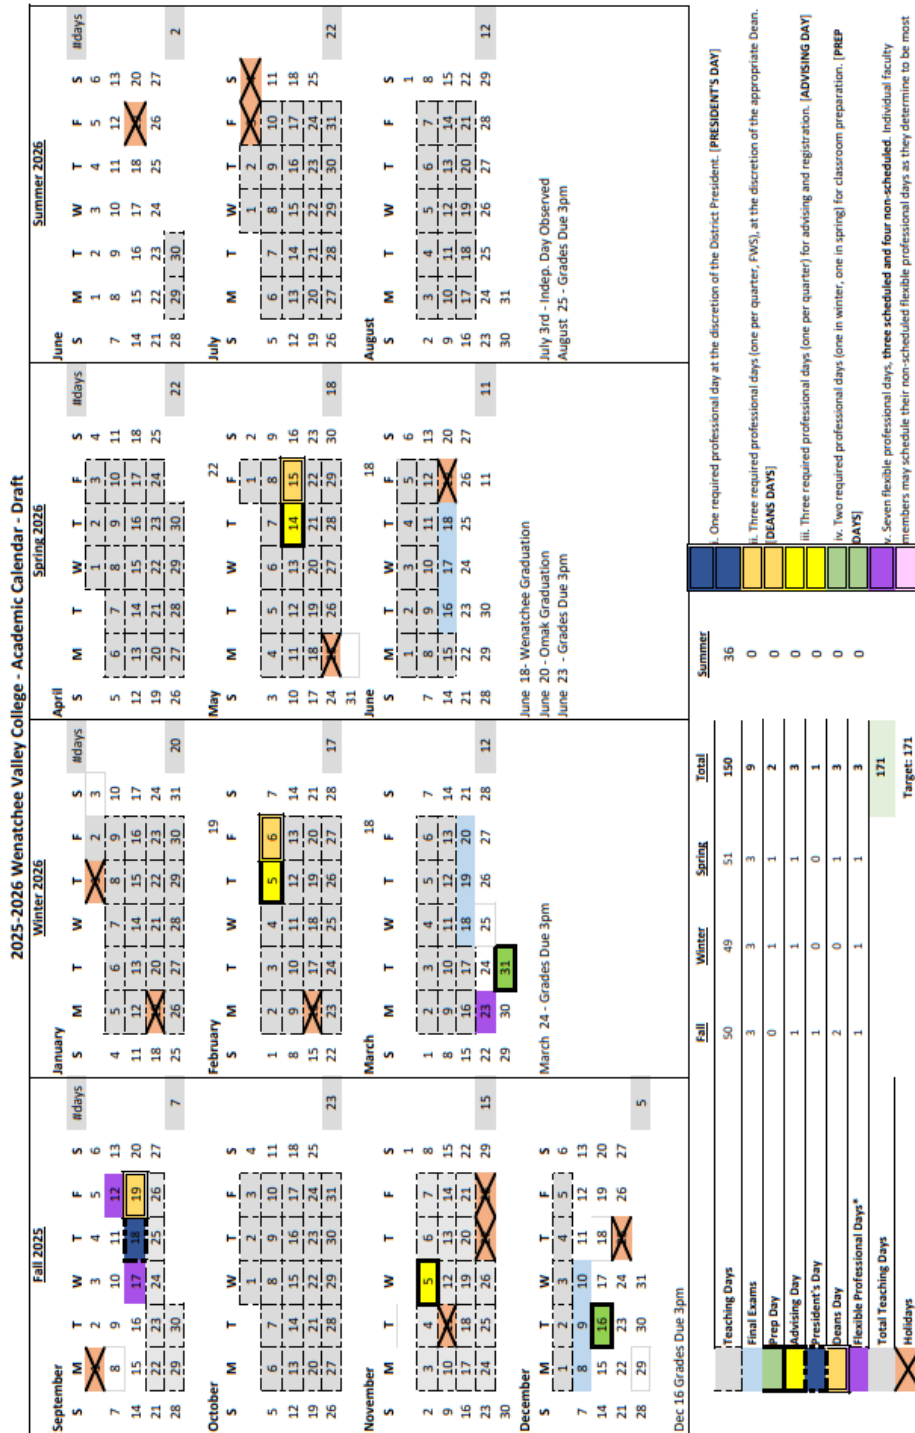 2025-2026 Wenatchee Valley College - Academic Calendar - Draft
Fall 2025
September #days
S M T W T F S
2 3 4 5 6
7 8 9 10 11 12 13
14 15 16 17 18 19 20
21 22 23 24 25 26 27
28 29 30 7
October
S M T W T F S
1 2 3 4
5 6 7 8 9 10 11
12 13 14 15 16 17 18
19 20 21 22 23 24 25
26 27 28 29 30 31 23
November
S M T W T F S
1
2 3 4 5 6 7 8
9 10 12 13 14 15
16 17 18 19 20 21 22
23 24 25 26 29 15
30
December
S M T W T F S
1 2 3 4 5 6
7 8 9 10 11 12 13
14 15 16 17 18 19 20
21 22 23 24 26 27
28 29 30 31 5
Dec 16 Grades Due 3pm
Winter 2026
January #days
S M T W T F S
2 3
4 5 6 7 8 9 10
11 12 13 14 15 16 17
18 20 21 22 23 24
25 26 27 28 29 30 31 20
February 19
S M T W T F S
1 2 3 4 5 6 7
8 9 10 11 12 13 14
15 17 18 19 20 21
22 23 24 25 26 27 28 17
March 18
S M T W T F S
1 2 3 4 5 6 7
8 9 10 11 12 13 14
15 16 17 18 19 20 21
22 23 24 25 26 27 28 12
29 30 31
March 24 - Grades Due 3pm
Spring 2026
April #days
S M T W T F S
1 2 3 4
5 6 7 8 9 10 11
12 13 14 15 16 17 18
19 20 21 22 23 24 25
26 27 28 29 30 22
May 22
S M T W T F S
1 2
3 4 5 6 7 8 9
10 11 12 13 14 15 16
17 18 19 20 21 22 23
24 26 27 28 29 30 18
31
June 18
S M T W T F S
1 2 3 4 5 6
7 8 9 10 11 12 13
14 15 16 17 18 20
21 22 23 24 25 26 27 11
28 29 30 11
June 18- Wenatchee Graduation
June 20 - Omak Graduation
June 23 - Grades Due 3pm
Summer 2026
June #days
S M T W T F S
1 2 3 4 5 6
7 8 9 10 11 12 13
14 15 16 17 18 20
21 22 23 24 25 26 27
28 29 30 2
July
S M T W T F S
1 2
5 6 7 8 9 10 11
12 13 14 15 16 17 18
19 20 21 22 23 24 25
26 27 28 29 30 31 22
August
S M T W T F S
1
2 3 4 5 6 7 8
9 10 11 12 13 14 15
16 17 18 19 20 21 22
23 24 25 26 27 28 29 12
30 31
July 3rd - Indep. Day Observed
August 25 - Grades Due 3pm
Fall Winter Spring Total Summer
Teaching Days 50 49 51 150 36
Final Exams 3 3 3 9 0
Prep Day 0 1 1 2 0
Advising Day 1 1 1 3 0
President's Day 1 0 0 1 0
Deans Day 2 0 1 3 0
Flexible Professional Days* 1 1 1 3 0
Total Teaching Days 171
Holidays Target: 171
i. One required professional day at the discretion of the District President. [PRESIDENT'S DAY]
ii. Three required professional days (one per quarter, FWS), at the discretion of the appropriate Dean.
[DEANS DAYS]
iii. Three required professional days (one per quarter) for advising and registration. [ADVISING DAY]
iv. Two required professional days (one in winter, one in spring) for classroom preparation. [PREP
DAYS]
v. Seven flexible professional days, three scheduled and four non-scheduled. Individual faculty
members may schedule their non-scheduled flexible professional days as they determine to be most